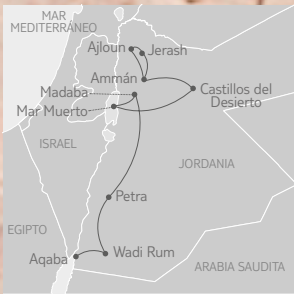 MAR
MEDITERRÁNEO
Ajloun
Jerash
Ammán
Madaba
Castillos del
Desierto
Mar Muerto
ISRAEL
JORDANIA
Petra
EGIPTO
Wadi Rum
Aqaba
ARABIA SAUDITA